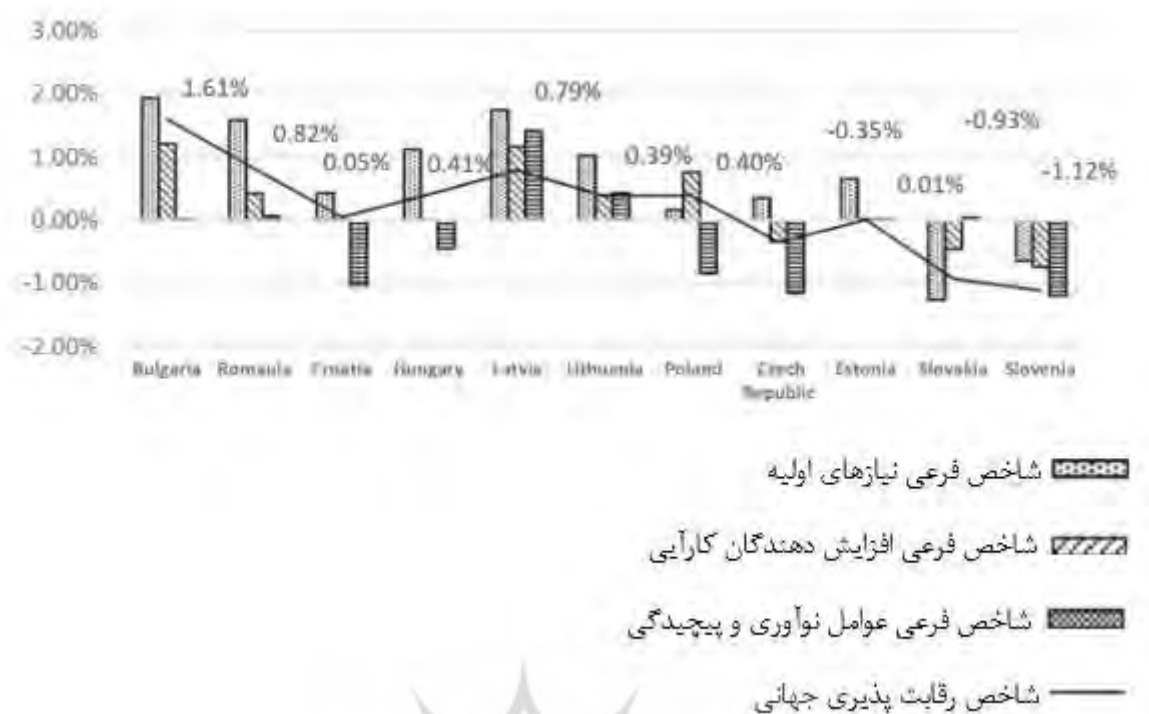 3.00%
2.00%
1.00%
0.00%
-1.00%
-2.00%
1.61%
0.82%
0.05%
0.41%
0.79%
0.39%
0.40%
-0.35%
0.01%
-0.93%
-1.12%
Bulgaria Romania Croatia Hungary Latvia Poland Czech Estonia Slovakia Slovenia
Republic
شاخص فرعی نیازهای اولیه
شاخص فرعی افزایش دهندگان کارآیی
شاخص فرعی عوامل نوآوری و پیچیدگی
شاخص رقابت پذیری جهانی